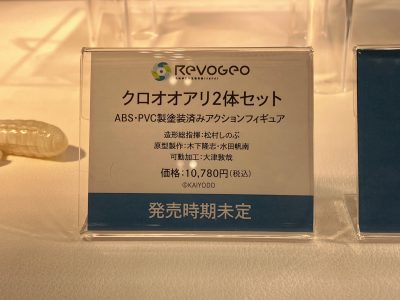 REVOGEO
クロオオアリ2体セット
ABS・PVC製塗装済みアクションフィギュア
造形総指揮:松村しのぶ
原型製作:木下隆志・水田帆南
可動加工:大津敦哉
価格:10,780円(税込)
©KAIYODO
発売時期未定